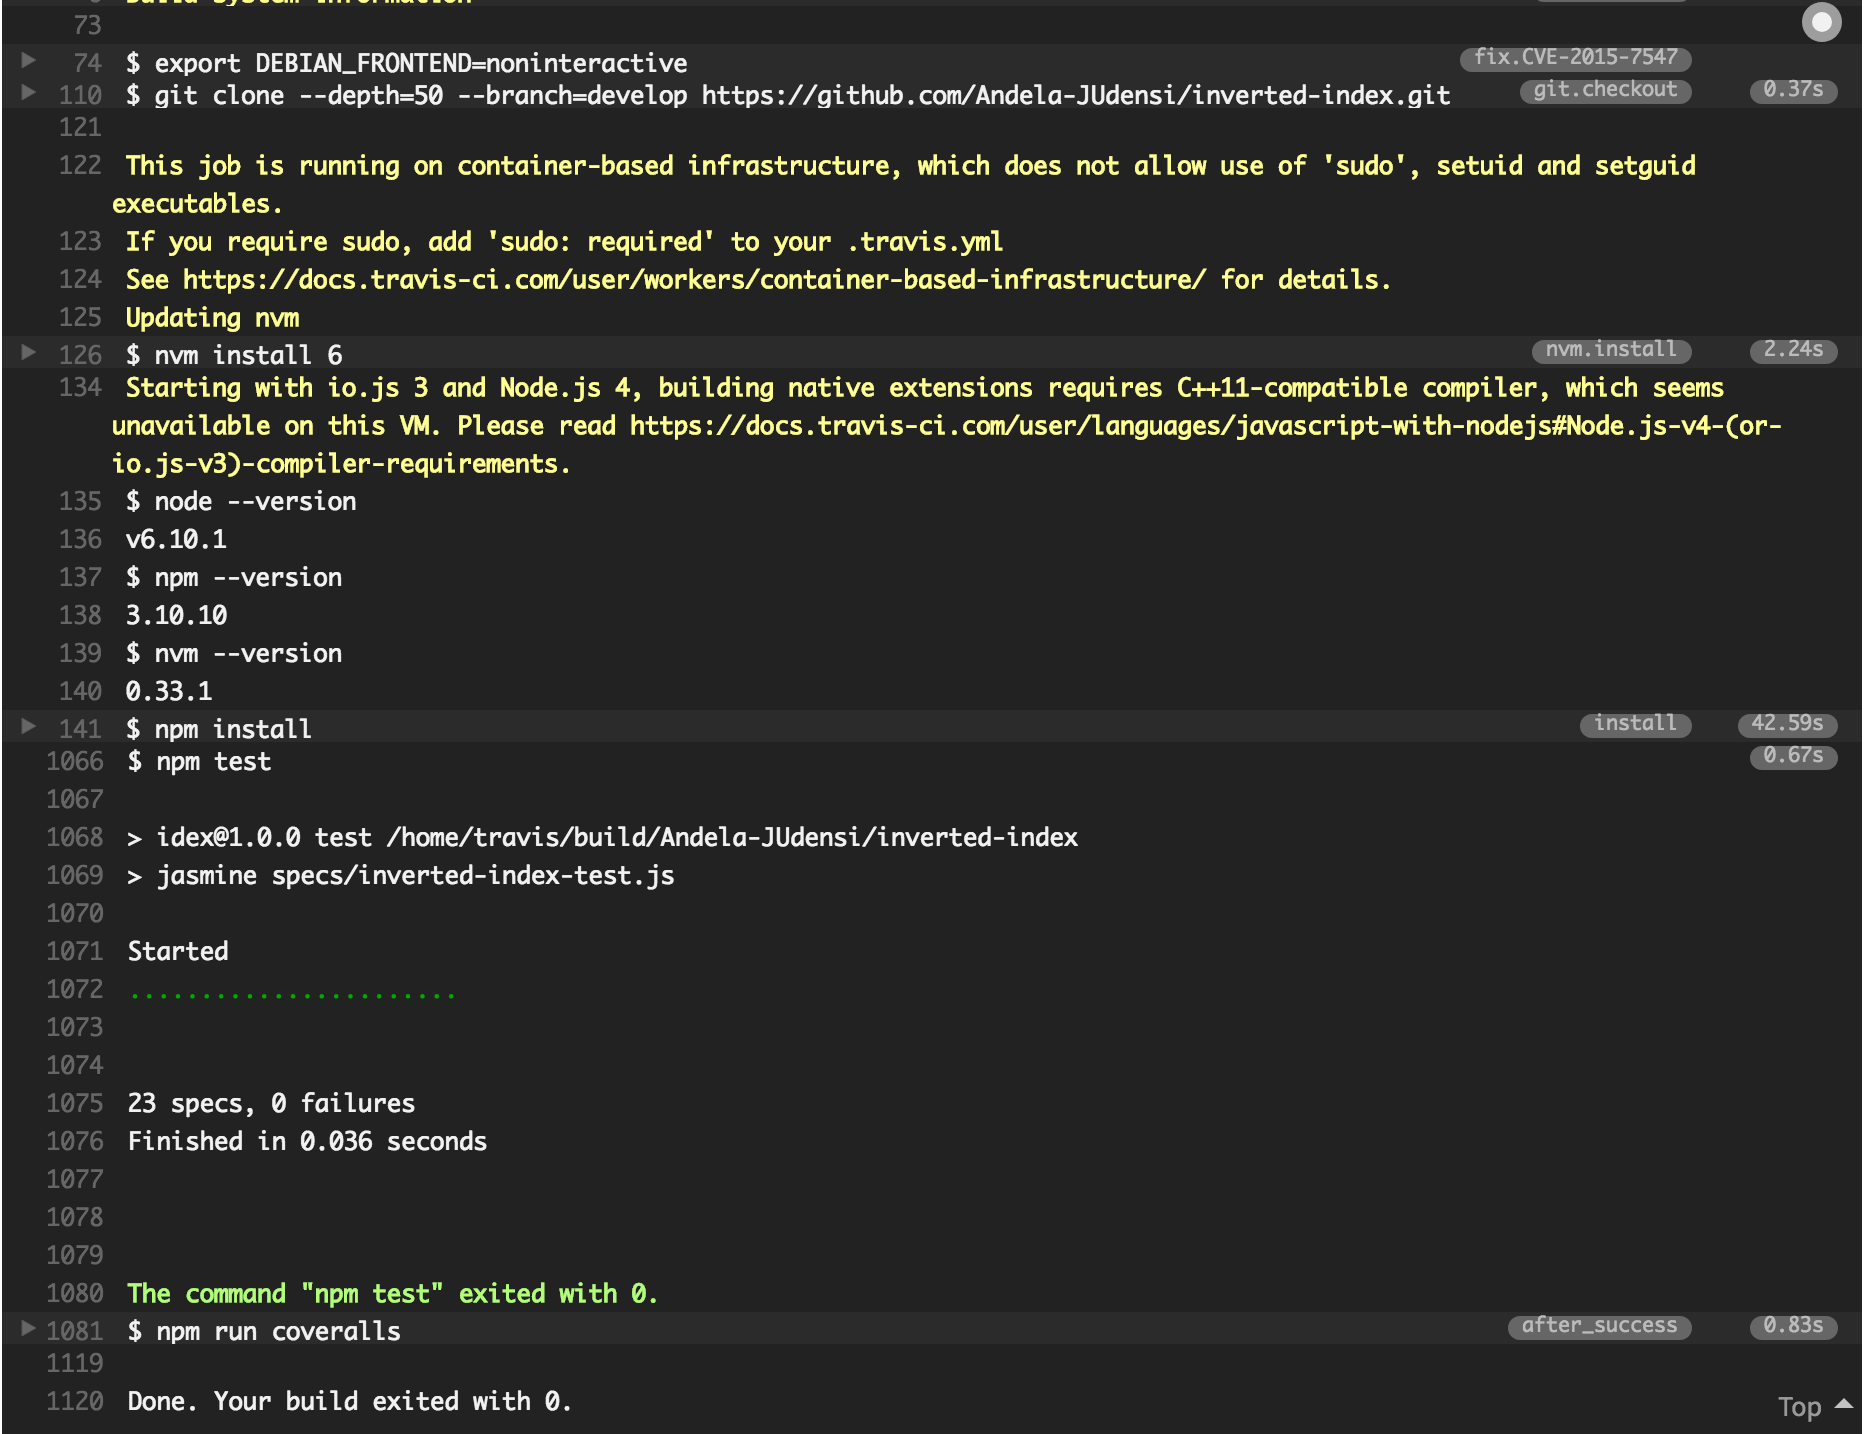 Build system information
73
74 $ export DEBIAN_FRONTEND=noninteractive fix.CVE-2015-7547
110 $ git clone --depth=50 --branch=develop https://github.com/Andela-JUdensi/inverted-index.git git.checkout 0.37s
121
122 This job is running on container-based infrastructure, which does not allow use of 'sudo', setuid and setguid
executables.
123 If you require sudo, add 'sudo: required' to your .travis.yml
124 See https://docs.travis-ci.com/user/workers/container-based-infrastructure/ for details.
125 Updating nvm
126 $ nvm install 6 nvm.install 2.24s
134 Starting with io.js 3 and Node.js 4, building native extensions requires C++11-compatible compiler, which seems
unavailable on this VM. Please read https://docs.travis-ci.com/user/languages/javascript-with-nodejs#Node.js-v4-(or-
io.js-v3)-compiler-requirements.
135 $ node --version
136 v6.10.1
137 $ npm --version
138 3.10.10
139 $ nvm --version
140 0.33.1
141 $ npm install install 42.59s
1066 $ npm test 0.67s
1067
1068 > idex@1.0.0 test /home/travis/build/Andela-JUdensi/inverted-index
1069 > jasmine specs/inverted-index-test.js
1070
1071 Started
1072 .......................
1073
1074
1075 23 specs, 0 failures
1076 Finished in 0.036 seconds
1077
1078
1079
1080 The command "npm test" exited with 0.
1081 $ npm run coveralls after_success 0.83s
1119
1120 Done. Your build exited with 0.
Top